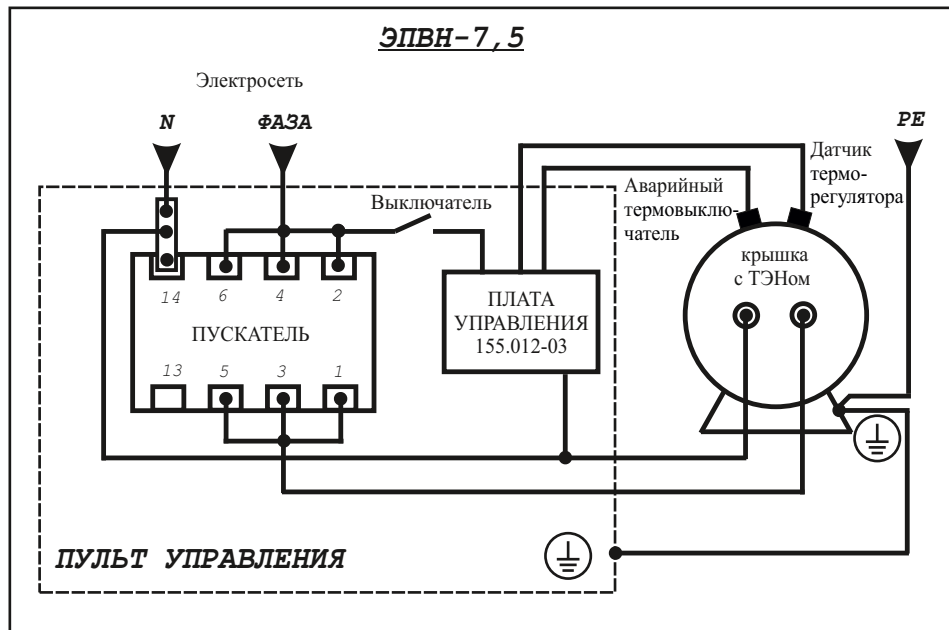 ЭПВН-7,5
Электросеть
N
ФАЗА
PE
Датчик
термо-
регулятора
Аварийный
термовыклю-
чатель
Выключатель
крышка
с ТЭНом
14
6
4
2
ПУСКАТЕЛЬ
13
5
3
1
ПЛАТА
УПРАВЛЕНИЯ
155.012-03
ПУЛЬТ УПРАВЛЕНИЯ